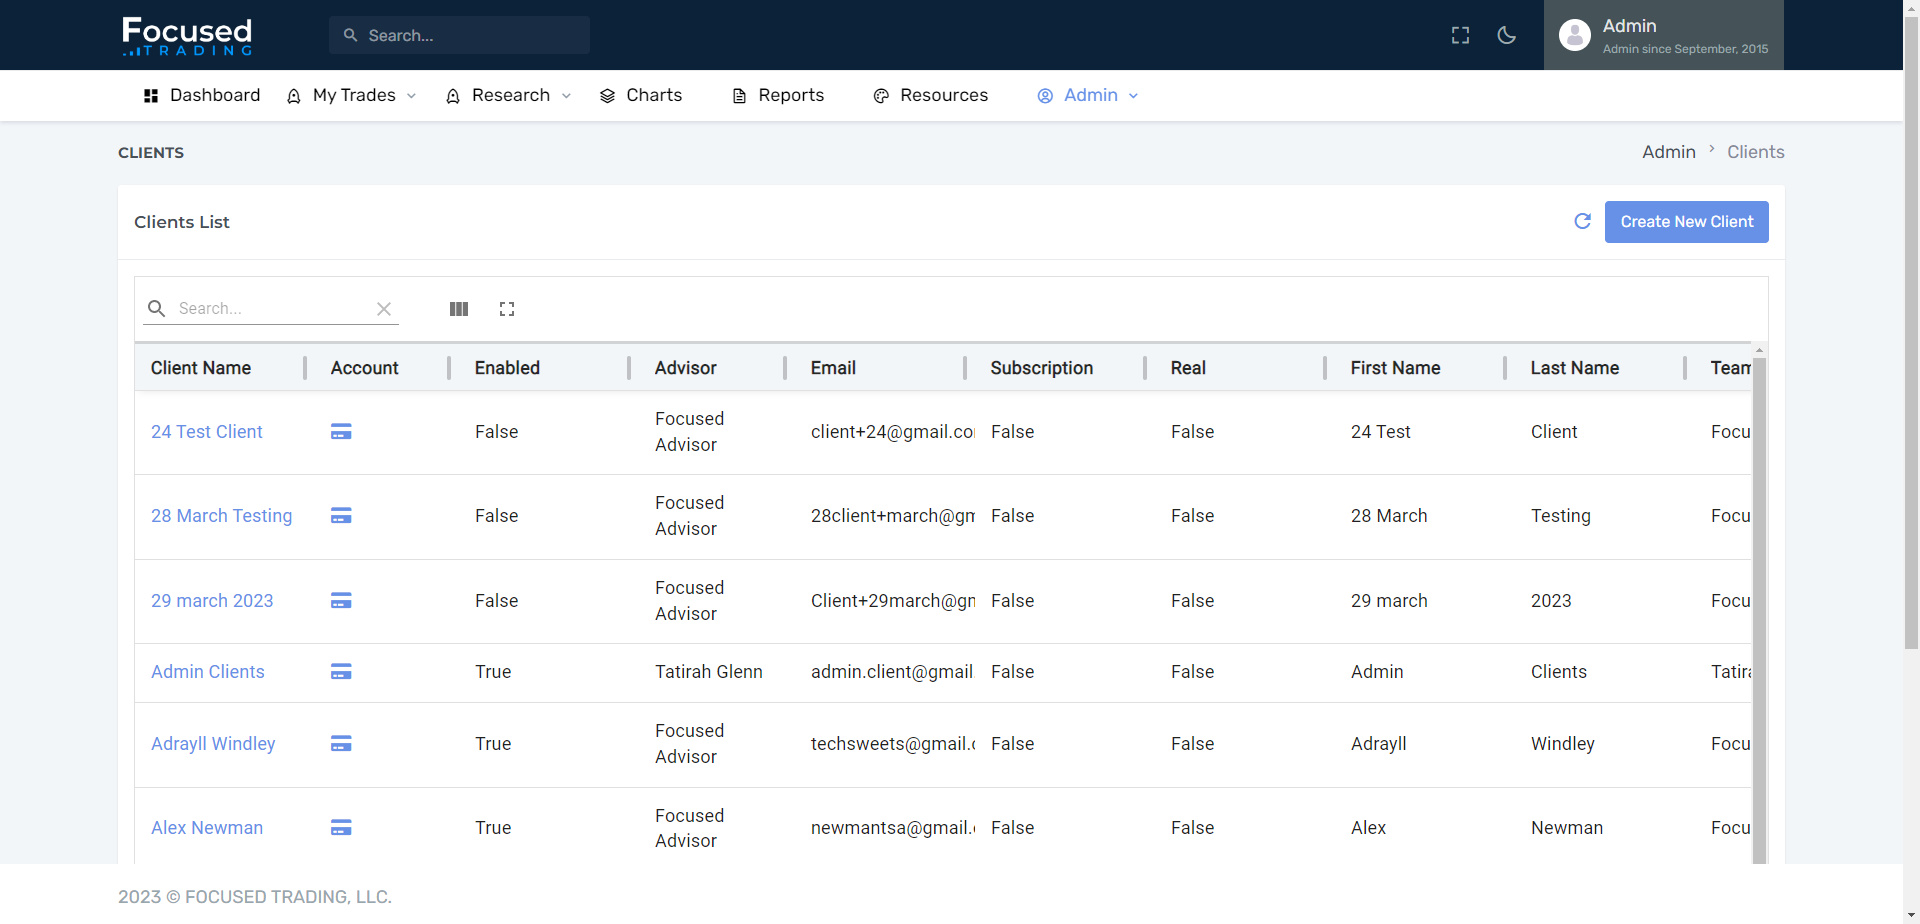 Focused
TRADING
Search...
Admin
Admin since September, 2015
Dashboard
My Trades
Research
Charts
Reports
Resources
Admin
CLIENTS
Admin > Clients
Clients List
Create New Client
Search...
Client Name Account Enabled Advisor Email Subscription Real First Name Last Name Team
24 Test Client False Focused Advisor client+24@gmail.co False False 24 Test Client Focu
28 March Testing False Focused Advisor 28client+march@gm False False 28 March Testing Focu
29 march 2023 False Focused Advisor Client+29march@gm False False 29 march 2023 Focu
Admin Clients True Tatirah Glenn admin.client@gmail. False False Admin Clients Tatira
Adrayll Windley True Focused Advisor techsweets@gmail.c False False Adrayll Windley Focu
Alex Newman True Focused Advisor newmantsa@gmail. False False Alex Newman Focu
2023 © FOCUSED TRADING, LLC.